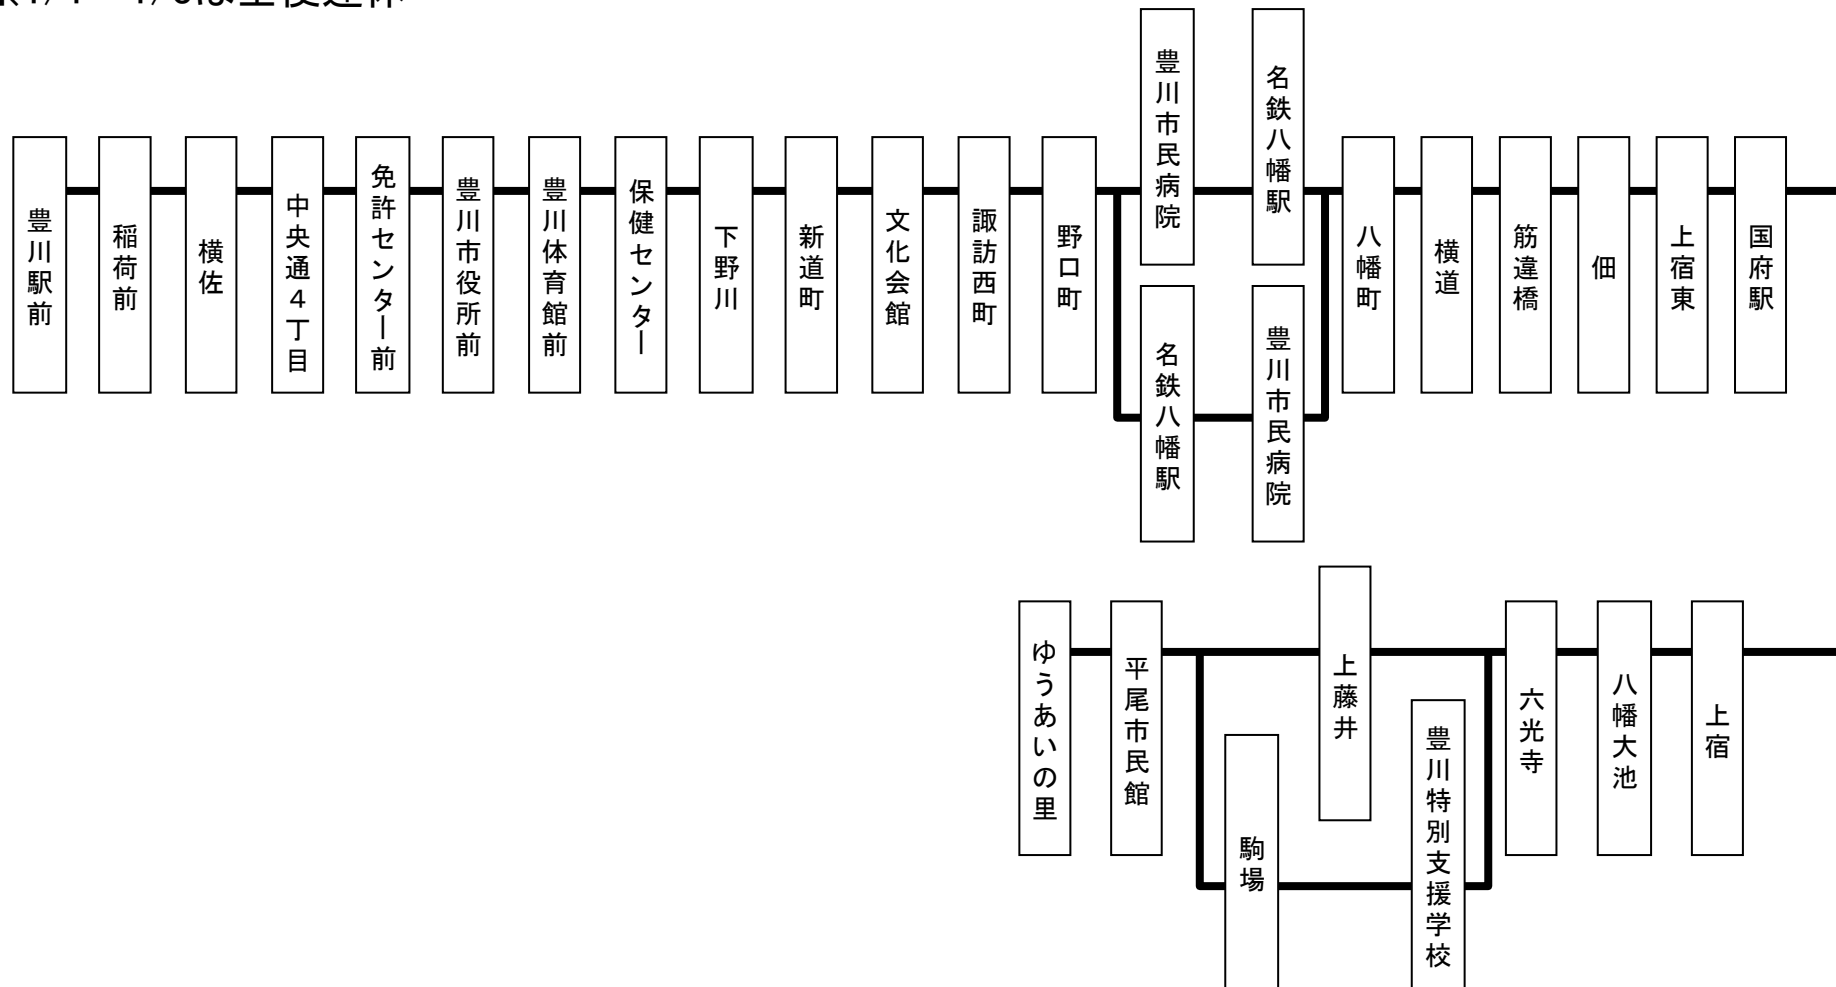 は全便運休
豊川駅前
稲荷前
横佐
中央通4丁目
免許センター前
豊川市役所前
豊川体育館前
保健センター
下野川
新道町
文化会館
諏訪西町
野口町
豊川市民病院
名鉄八幡駅
名鉄八幡駅
豊川市民病院
八幡町
横道
筋違橋
佃
上宿東
国府駅
ゆうあいの里
平尾市民館
上藤井
駒場
豊川特別支援学校
六光寺
八幡大池
上宿